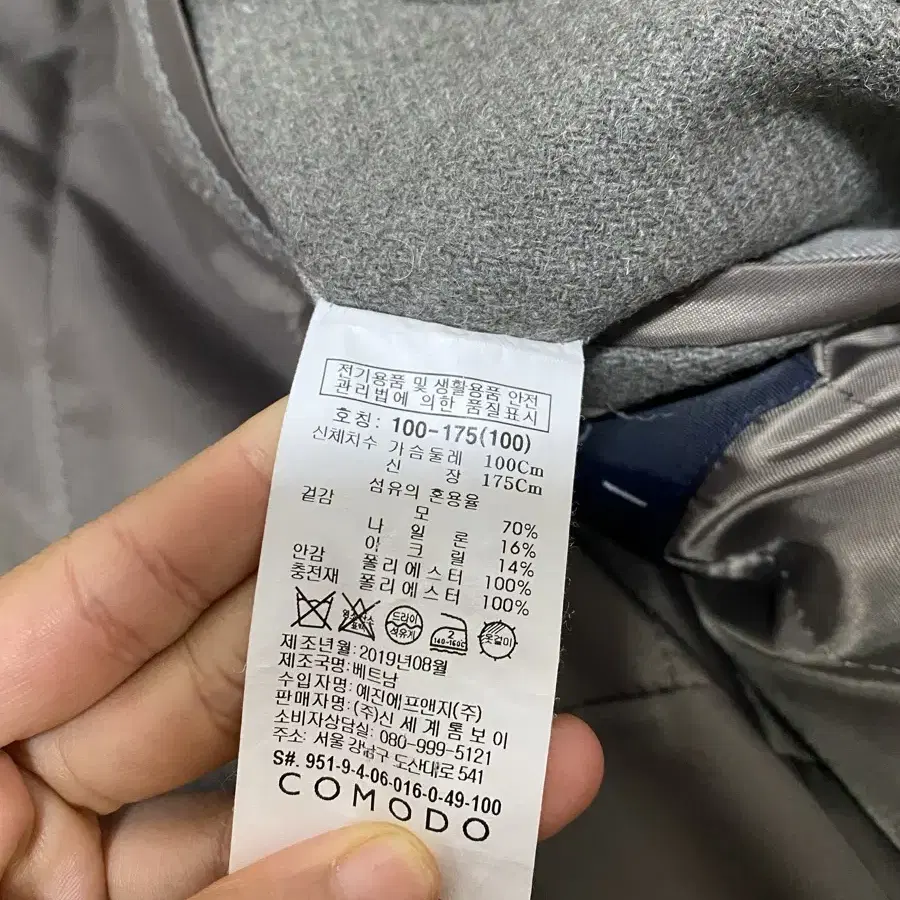 전기용품 및 생활용품 안전
관리법에 의한 품질표시
호칭: 100-175(100)
신체치수 가슴둘레 100Cm
신 장 175Cm
겉감 섬유의 혼용율
모 70%
나 일 론 16%
아 크 릴 14%
안감 폴 리 에 스 터 100%
충전재 폴 리 에 스 터 100%
드라이 석유계 2 140-160℃ 옷걸이
제조년월: 2019년08월
제조국명: 베트남
수입자명: 예진에프앤지(주)
판매자명: (주)신 세 계 톰 보 이
소비자상담실: 080-999-5121
주소: 서울 강남구 도산대로 541
S#. 951-9-4-06-016-0-49-100
COMODO